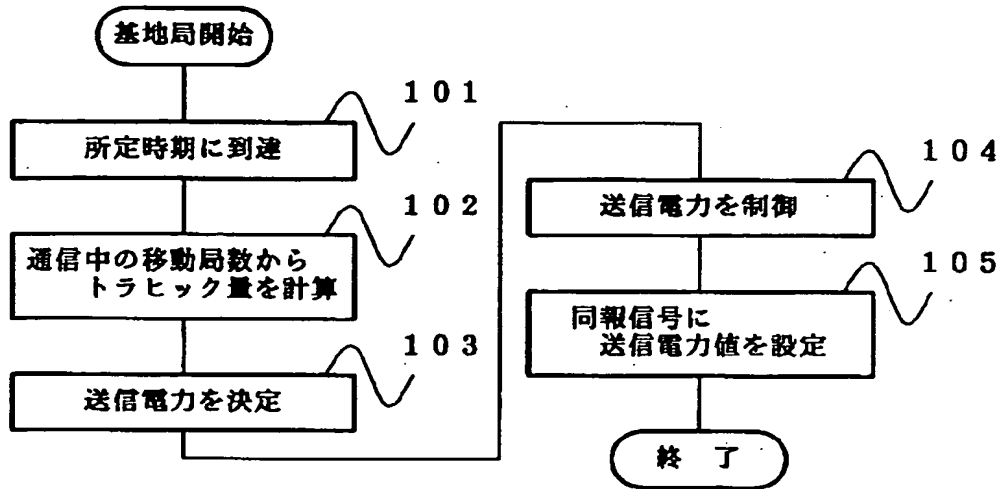 基地局開始
101
所定時期に到達
102
通信中の移動局数から
トラヒック量を計算
103
送信電力を決定
104
送信電力を制御
105
同報信号に
送信電力値を設定
終 了